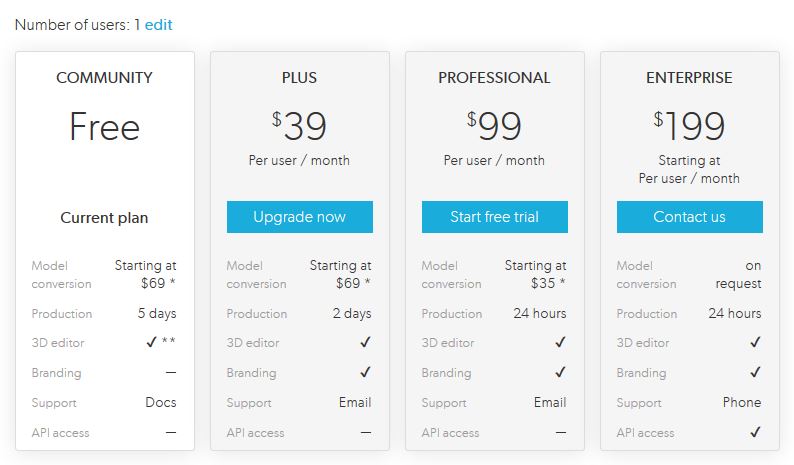 Number of users: 1 edit
COMMUNITY
Free
Current plan
Model conversion Starting at $69 *
Production 5 days
3D editor ✓ **
Branding —
Support Docs
API access —
PLUS
$39
Per user / month
Upgrade now
Model conversion Starting at $69 *
Production 2 days
3D editor ✓
Branding ✓
Support Email
API access —
PROFESSIONAL
$99
Per user / month
Start free trial
Model conversion Starting at $35 *
Production 24 hours
3D editor ✓
Branding ✓
Support Email
API access —
ENTERPRISE
$199
Starting at
Per user / month
Contact us
Model conversion on request
Production 24 hours
3D editor ✓
Branding ✓
Support Phone
API access ✓